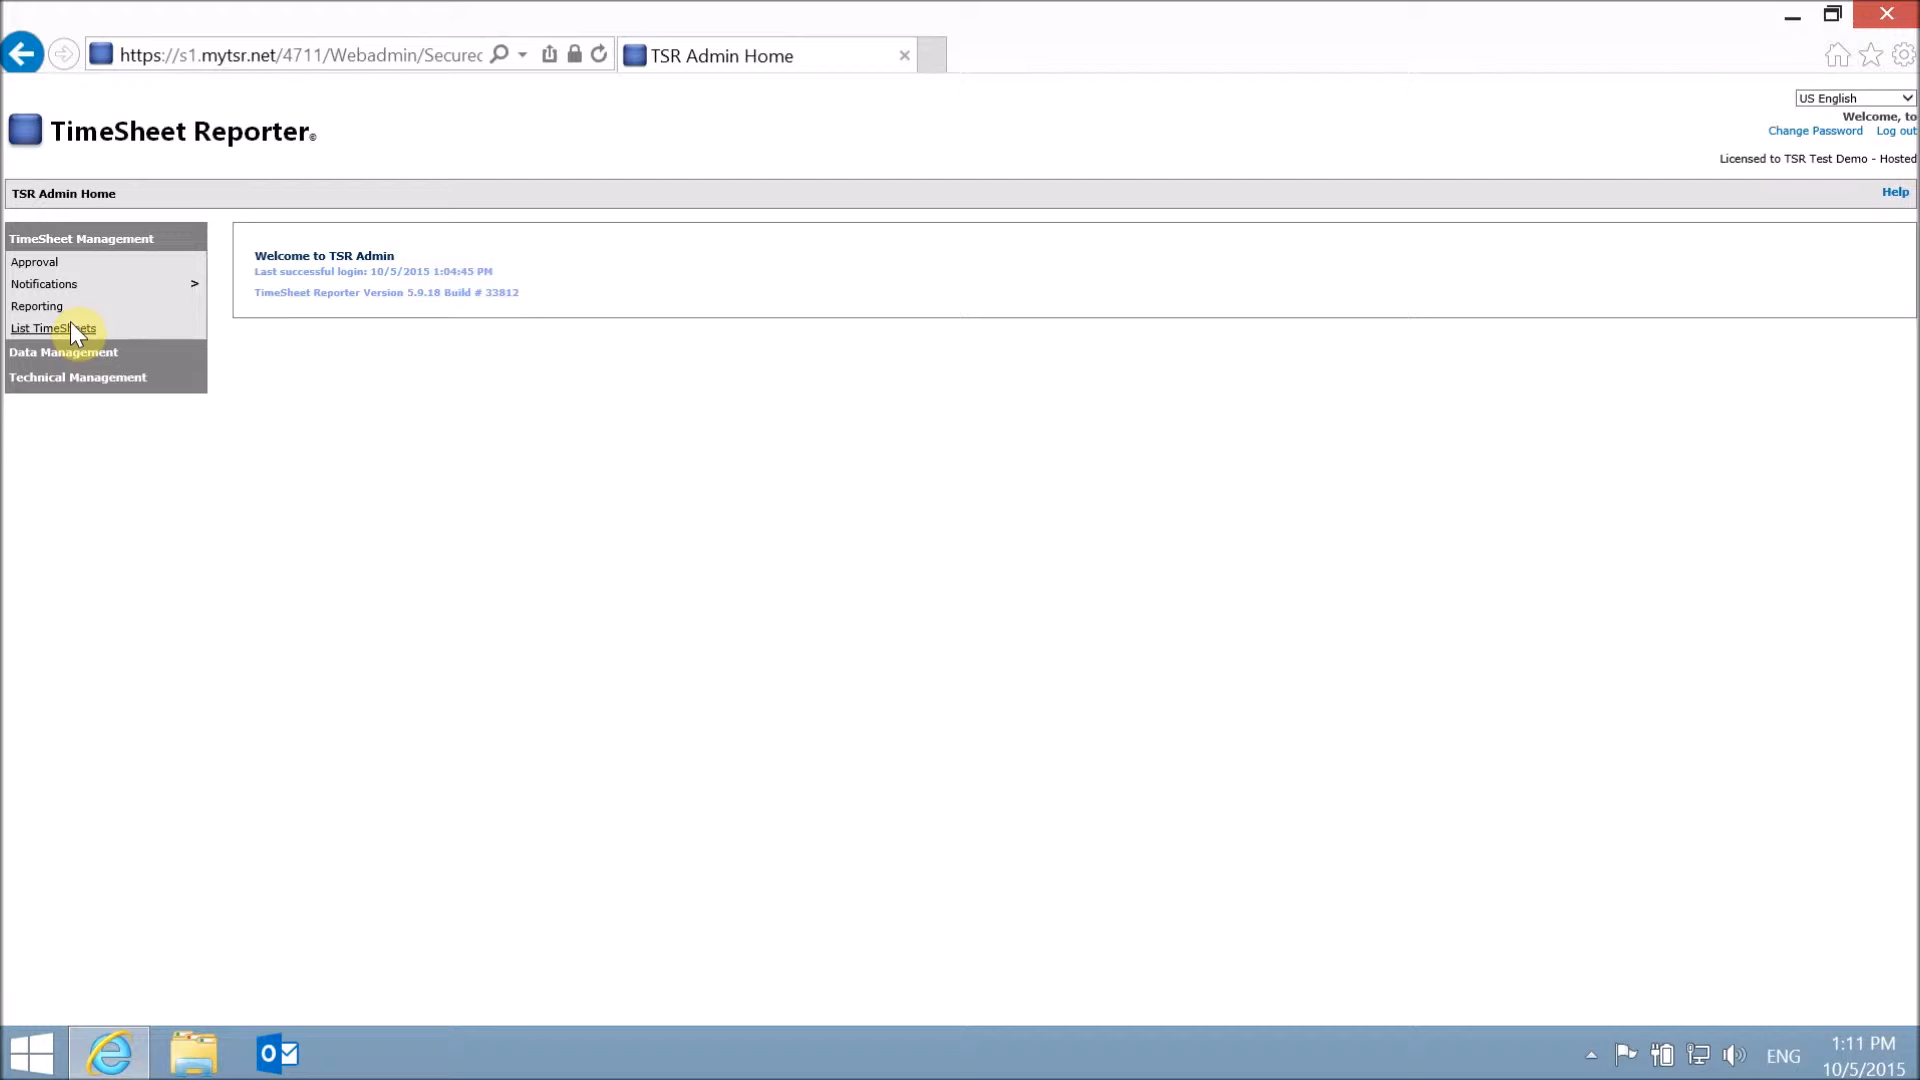 https://s1.mytsr.net/4711/Webadmin/Securec
TSR Admin Home
US English
Welcome, to
Change Password Log out
TimeSheet Reporter
Licensed to TSR Test Demo - Hosted
TSR Admin Home
Help
TimeSheet Management
Approval
Notifications >
Reporting
List TimeSheets
Data Management
Technical Management
Welcome to TSR Admin
Last successful login: 10/5/2015 1:04:45 PM
TimeSheet Reporter Version 5.9.18 Build # 33812
ENG
1:11 PM
10/5/2015